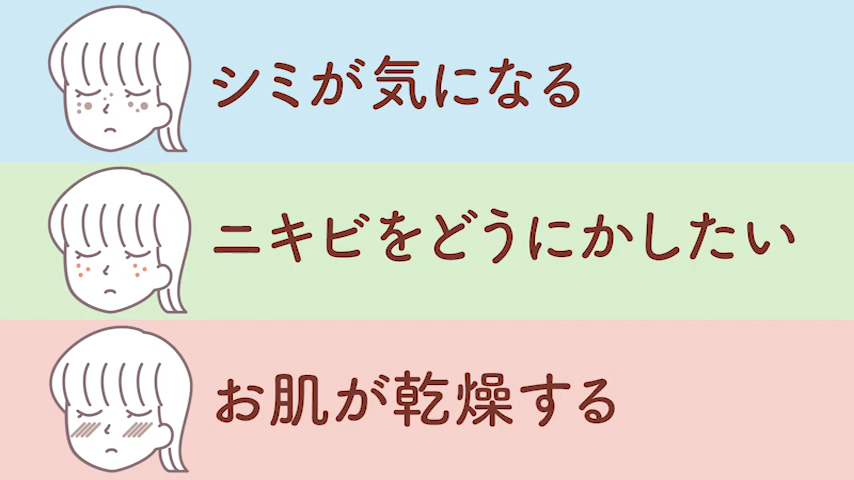 シミが気になる
ニキビをどうにかしたい
お肌が乾燥する